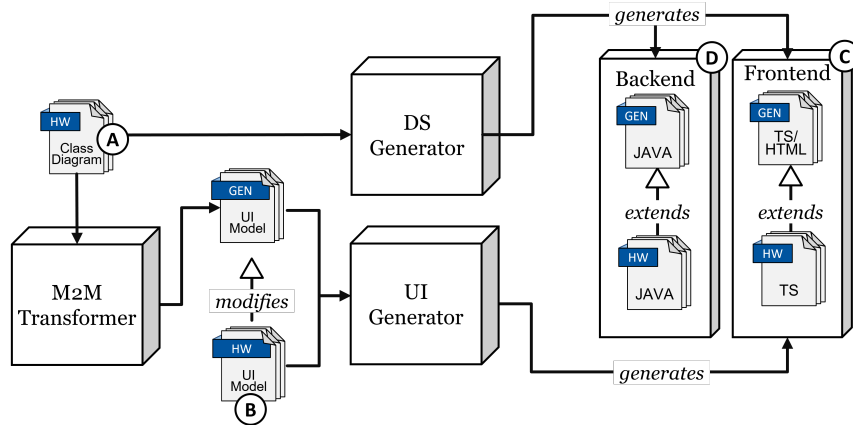 generates
D
C
Backend
Frontend
HW
Class
Diagram
A
DS
Generator
GEN
JAVA
GEN
TS/
HTML
GEN
UI
Model
extends
extends
M2M
Transformer
modifies
UI
Generator
HW
JAVA
HW
TS
HW
UI
Model
B
generates